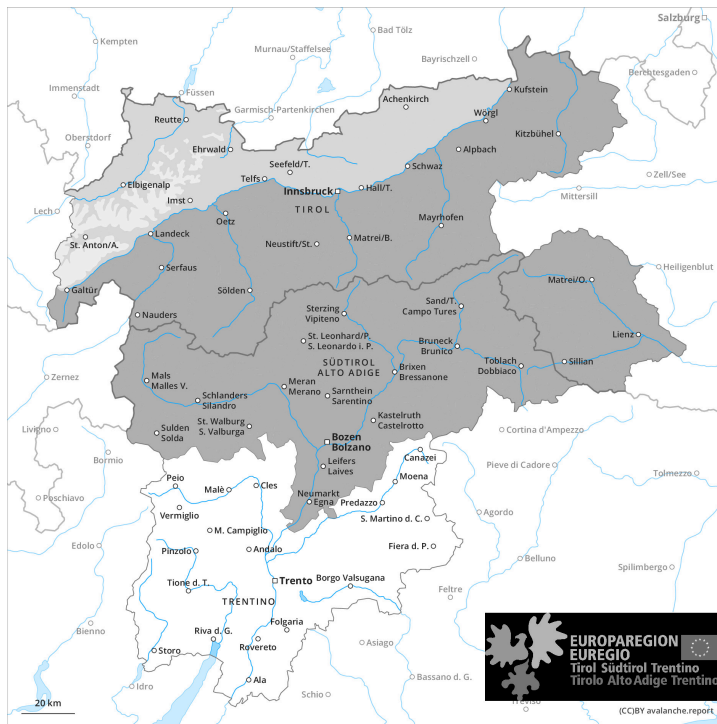 Salzburg
Kempten
Bad Tölz
Murnau/Staffelsee
Bayrischzell
Berchtesgaden
Immenstadt
Füssen
Garmisch-Partenkirchen
Achenkirch
Kufstein
Reutte
Wörgl
Oberstdorf
Ehrwald
Kitzbühel
Alpbach
Seefeld/T.
Schwaz
Telfs
Zell/See
Elbigenalp
Innsbruck
Hall/T.
Mittersill
Imst
TIROL
Lech
Oetz
Mayrhofen
St. Anton/A.
Landeck
Neustift/St.
Matrei/B.
Serfaus
Heiligenblut
Galtür
Sölden
Matrei/O.
Nauders
Sterzing
Vipiteno
Sand/T.
Campo Tures
Lienz
St. Leonhard/P.
S. Leonardo i. P.
Bruneck
Brunico
SÜDTIROL
ALTO ADIGE
Toblach
Dobbiaco
Sillian
Zernez
Mals
Malles V.
Meran
Merano
Brixen
Bressanone
Schlanders
Silandro
Sarnthein
Sarentino
Livigno
St. Walburg
S. Valburga
Kastelruth
Castelrotto
Sulden
Solda
Cortina d'Ampezzo
Bozen
Bolzano
Bormio
Canazei
Leifers
Laives
Pieve di Cadore
Tolmezzo
Peio
Moena
Malè
Cles
Neumarkt
Egna
Poschiavo
Predazzo
Vermiglio
S. Martino d. C.
Agordo
M. Campiglio
Edolo
Pinzolo
Andalo
Fiera d. P.
Belluno
Spilimbergo
Tione d. T.
Trento
Borgo Valsugana
Feltre
TRENTINO
Folgaria
Bienno
Riva d. G.
Rovereto
Asiago
Storo
Ala
Idro
Schio
Bassano d. G.
EUROPAREGION
EUREGIO
Tirol Südtirol Trentino
Tirolo Alto Adige Trentino
Treviso
20 km
(CC)BY avalanche.report